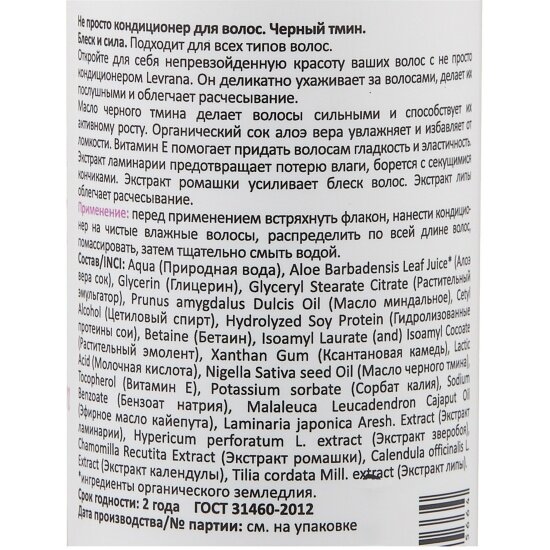 Не просто кондиционер для волос. Черный тмин.
Блеск и сила. Подходит для всех типов волос.
Откройте для себя непревзойденную красоту ваших волос с не просто
кондиционером Levrana. Он деликатно ухаживает за волосами, делает их
послушными и облегчает расчесывание.
Масло черного тмина делает волосы сильными и способствует их
активному росту. Органический сок алоэ вера увлажняет и избавляет от
ломкости. Витамин Е помогает придать волосам гладкость и эластичность.
Экстракт ламинарии предотвращает потерю влаги, борется с секущимися
кончиками. Экстракт ромашки усиливает блеск волос. Экстракт липы
облегчает расчесывание.
Применение: перед применением встряхнуть флакон, нанести кондицио-
нер на чистые влажные волосы, распределить по всей длине волос,
помассировать, затем тщательно смыть водой.
Состав/INCI: Aqua (Природная вода), Aloe Barbadensis Leaf Juice* (Алоэ
вера сок), Glycerin (Глицерин), Glyceryl Stearate Citrate (Растительный
эмульгатор), Prunus amygdalus Dulcis Oil (Масло миндальное), Cetyl
Alcohol (Цетиловый спирт), Hydrolyzed Soy Protein (Гидролизованные
протеины сои), Betaine (Бетаин), Isoamyl Laurate (and) Isoamyl Cocoate
(Растительный эмолент), Xanthan Gum (Ксантановая камедь), Lactic
Acid (Молочная кислота), Nigella Sativa seed Oil (Масло черного тмина),
Tocopherol (Витамин Е), Potassium sorbate (Сорбат калия), Sodium
Benzoate (Бензоат натрия), Malaleuca Leucadendron Cajaput Oil
(Эфирное масло кайепута), Laminaria japonica Aresh. Extract (Экстракт
ламинарии), Hypericum perforatum L. extract (Экстракт зверобоя),
Chamomilla Recutita Extract (Экстракт ромашки), Calendula officinalis L.
Extract (Экстракт календулы), Tilia cordata Mill. extract (Экстракт липы).
*ингредиенты органического земледлия.
Срок годности: 2 года ГОСТ 31460-2012
Дата производства/№ партии: см. на упаковке